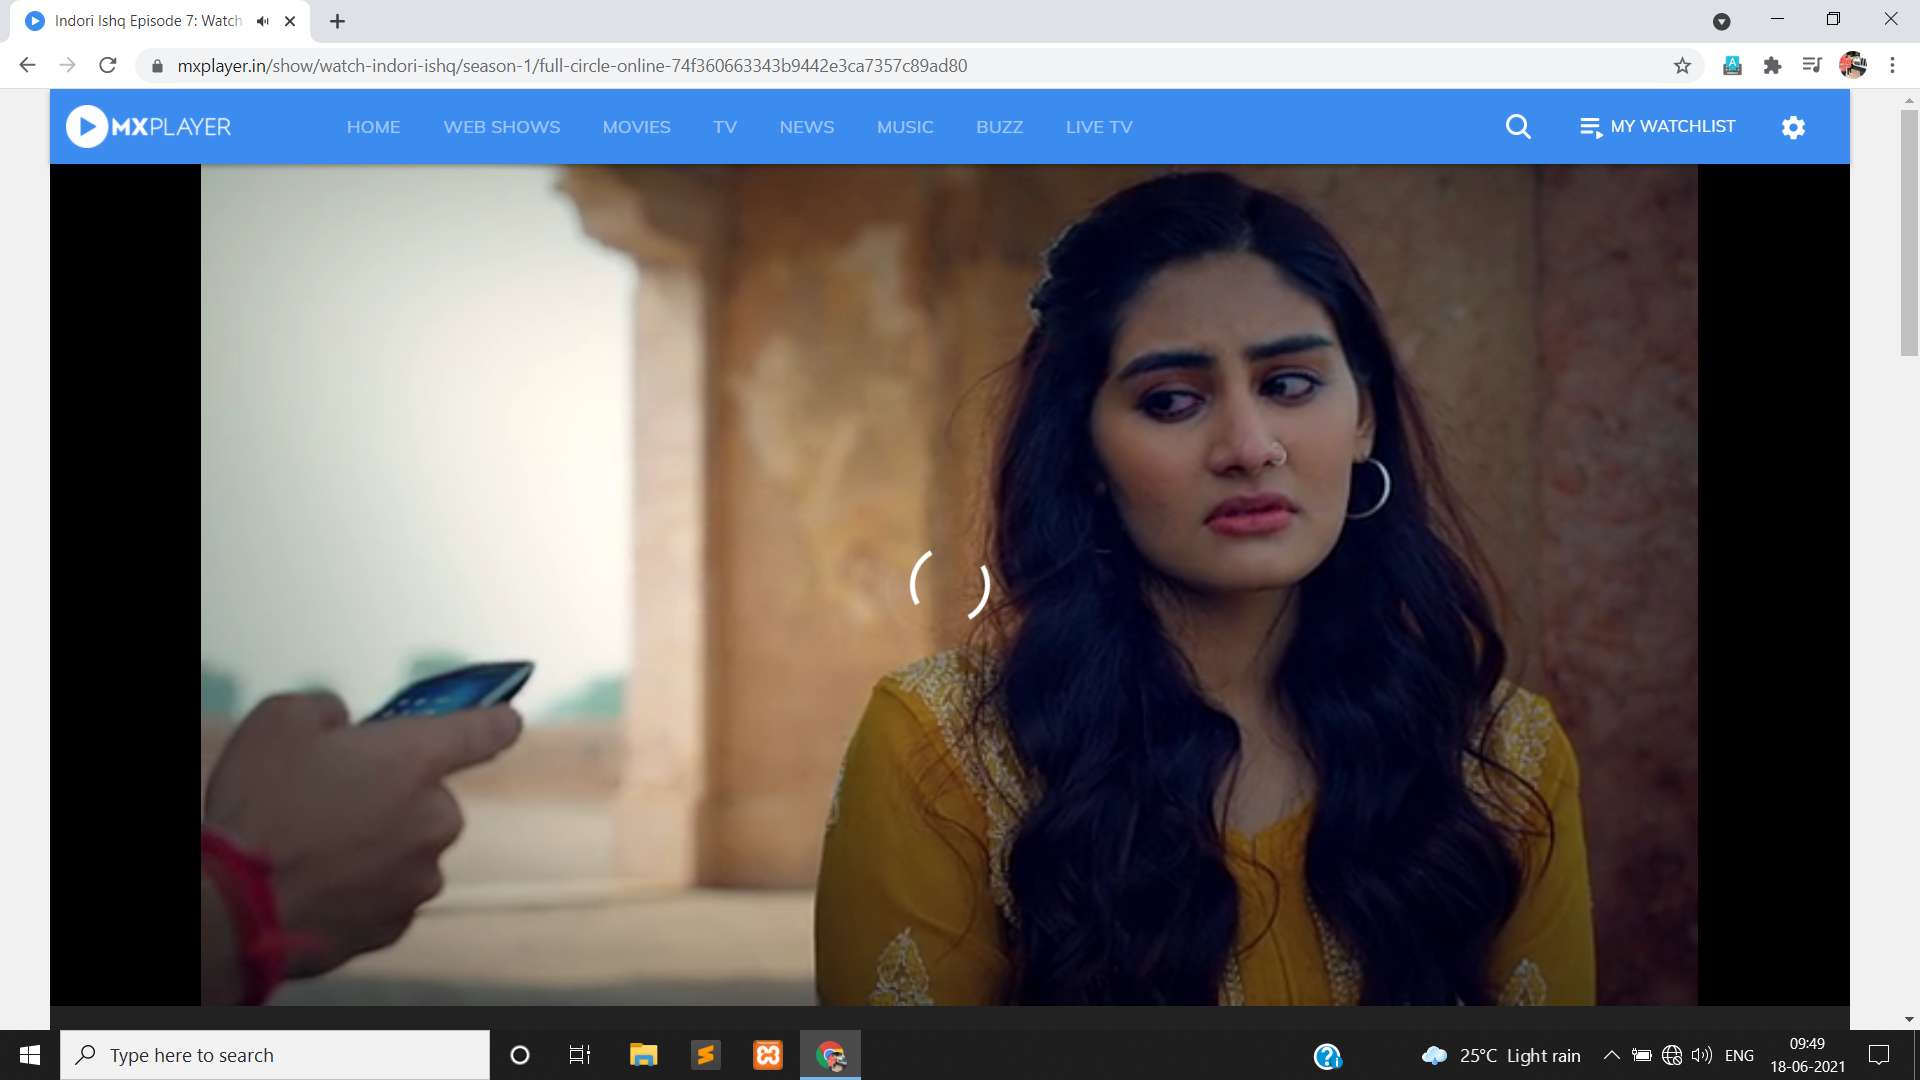 Indori Ishq Episode 7: Watch
mxplayer.in/show/watch-indori-ishq/season-1/full-circle-online-74f360663343b9442e3ca7357c89ad80
MXPLAYER HOME WEB SHOWS MOVIES TV NEWS MUSIC BUZZ LIVE TV MY WATCHLIST
Type here to search
25°C Light rain
ENG
09:49
18-06-2021